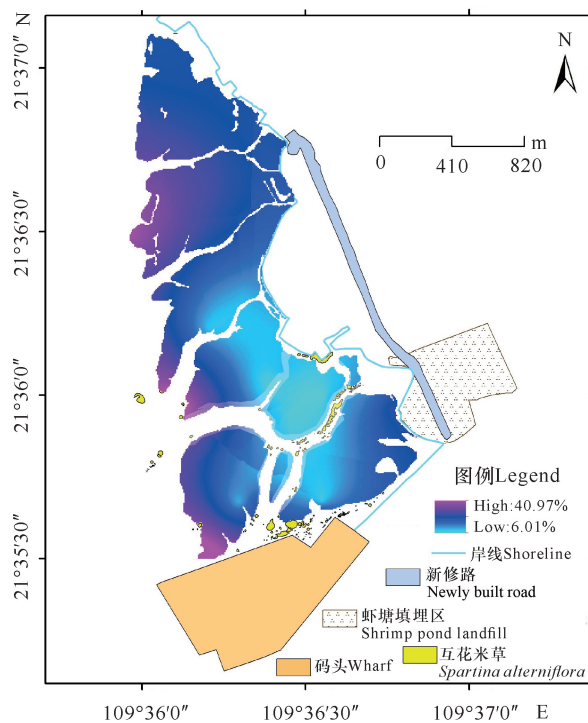 N
21°37′0″
21°36′30″
21°36′0″
21°35′30″
N
m
0 410 820
图例Legend
High:40.97%
Low:6.01%
岸线Shoreline
新修路
Newly built road
虾塘填埋区
Shrimp pond landfill
互花米草
Spartina alterniflora
码头Wharf
109°36′0″ 109°36′30″ 109°37′0″ E